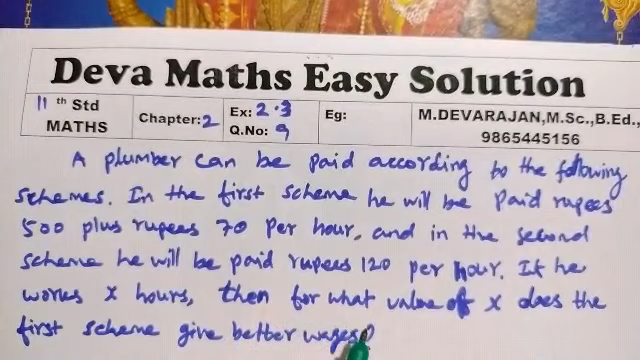 Deva Maths Easy Solution
11th Std
MATHS
Chapter:2
Ex: 2.3
Q.No: 9
Eg:
M.DEVARAJAN,M.Sc.,B.Ed.,
9865445156
A plumber can be paid according to the following
schemes. In the first scheme he will be paid rupees
500 plus rupees 70 per hour, and in the second
scheme he will be paid rupees 120 per hour. If he
works x hours, then for what value of x does the
first scheme give better wages?